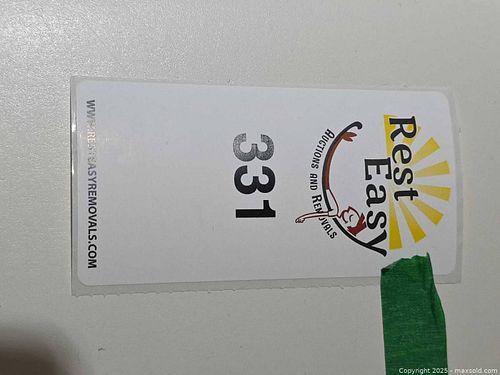 Rest
Easy
AUCTIONS AND REMOVALS
331
WWW.RESTEASYREMOVALS.COM
Copyright 2025 - maxsold.com